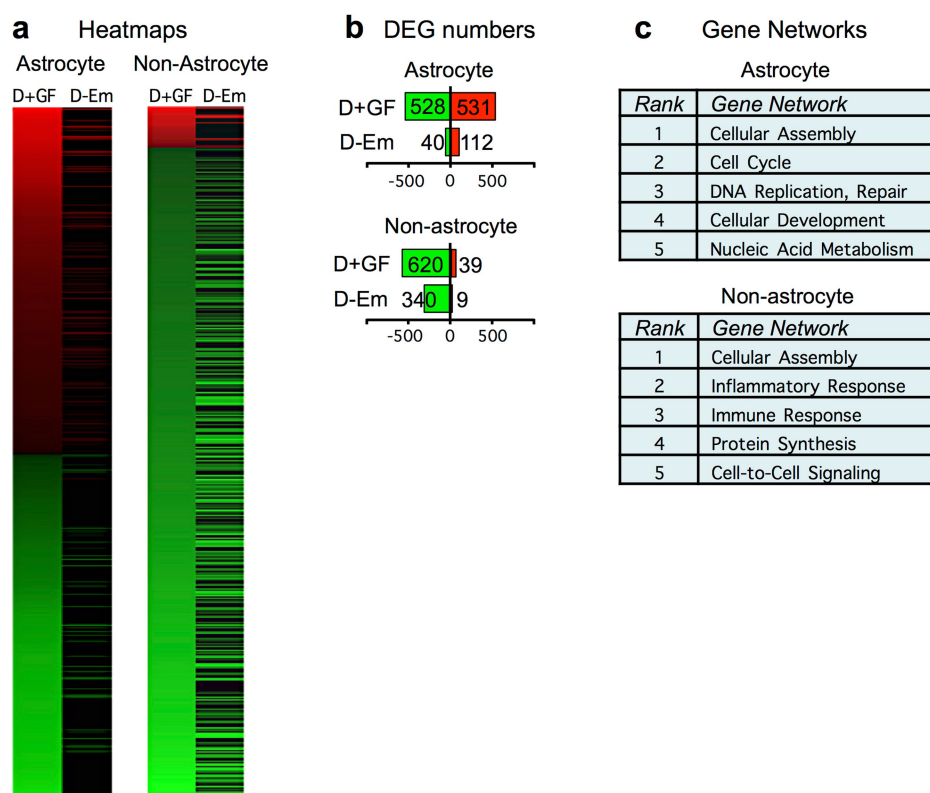 a Heatmaps
Astrocyte Non-Astrocyte
D+GF D-Em D+GF D-Em
b DEG numbers
Astrocyte
D+GF 528 531
D-Em 40 112
-500 0 500
Non-astrocyte
D+GF 620 39
D-Em 340 9
-500 0 500
c Gene Networks
Astrocyte
Rank Gene Network
1 Cellular Assembly
2 Cell Cycle
3 DNA Replication, Repair
4 Cellular Development
5 Nucleic Acid Metabolism
Non-astrocyte
Rank Gene Network
1 Cellular Assembly
2 Inflammatory Response
3 Immune Response
4 Protein Synthesis
5 Cell-to-Cell Signaling